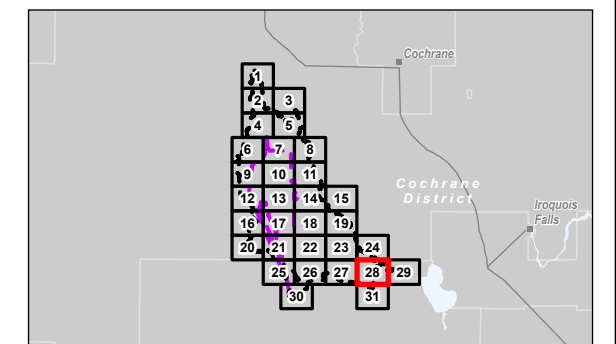 Cochrane
1
2 3
4 5
6 7 8
9 10 11
12 13 14 15
16 17 18 19
20 21 22 23 24
25 26 27 28 29
30 31
Cochrane
District
Iroquois
Falls